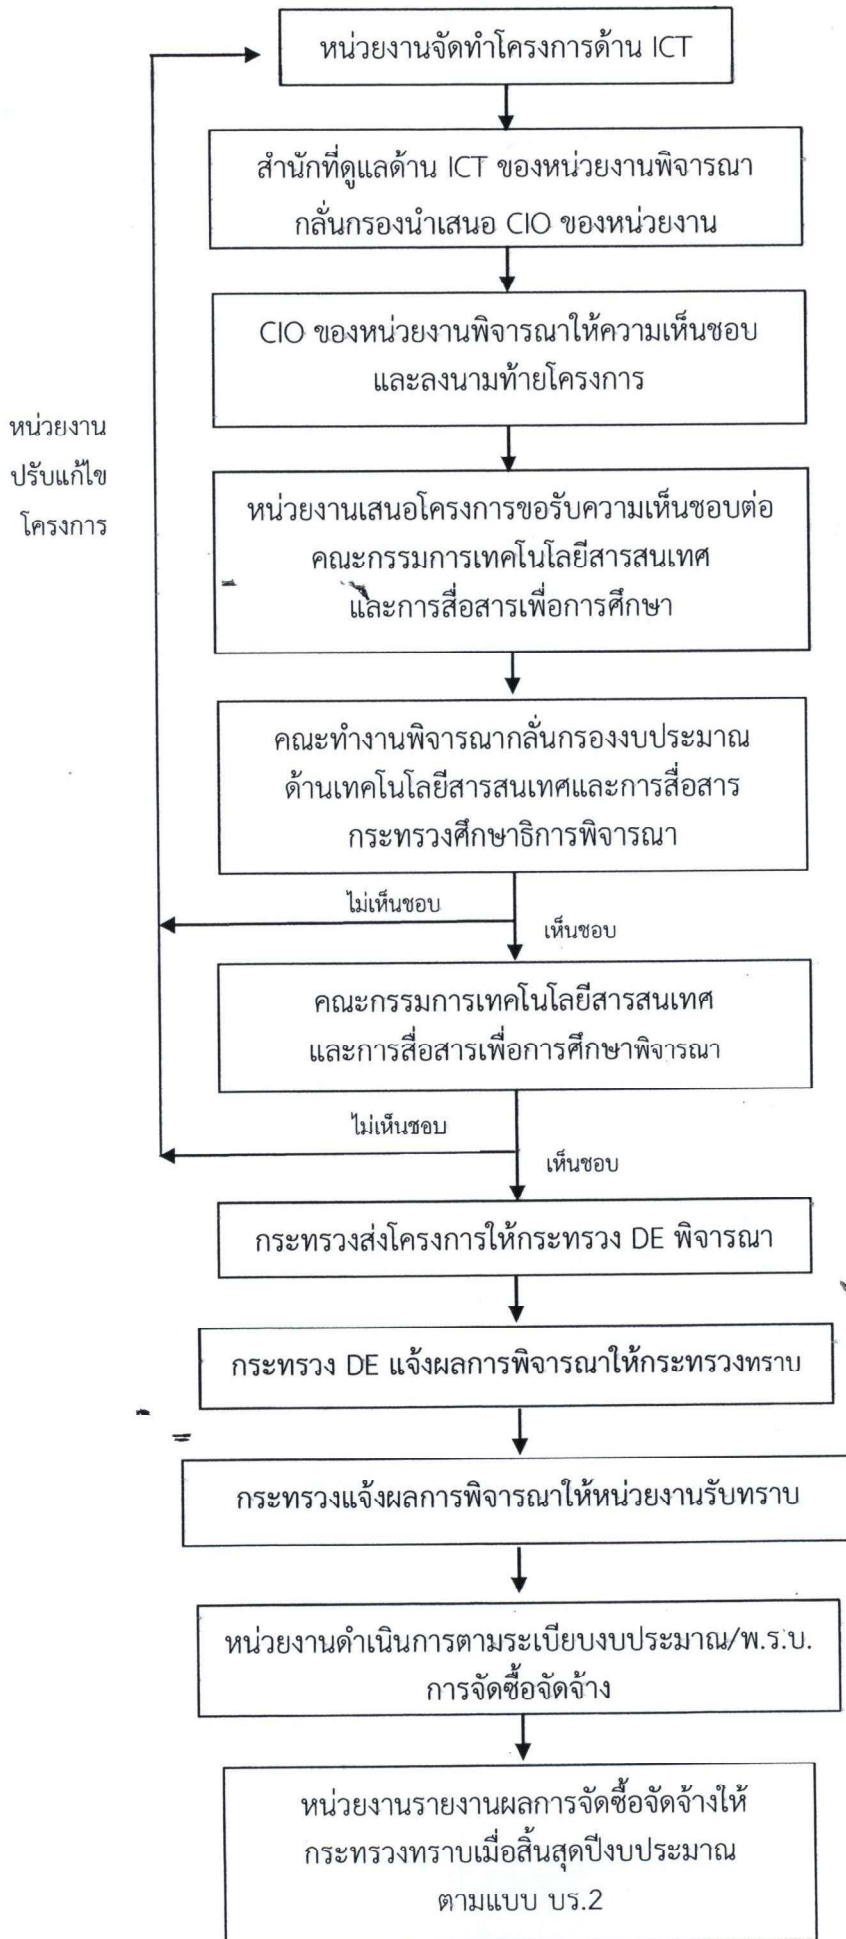 หน่วยงานจัดทำโครงการด้าน ICT
สำนักที่ดูแลด้าน ICT ของหน่วยงานพิจารณา
กลั่นกรองนำเสนอ CIO ของหน่วยงาน
CIO ของหน่วยงานพิจารณาให้ความเห็นชอบ
และลงนามท้ายโครงการ
หน่วยงาน
ปรับแก้ไข
โครงการ
หน่วยงานเสนอโครงการขอรับความเห็นชอบต่อ
คณะกรรมการเทคโนโลยีสารสนเทศ
และการสื่อสารเพื่อการศึกษา
คณะทำงานพิจารณากลั่นกรองงบประมาณ
ด้านเทคโนโลยีสารสนเทศและการสื่อสาร
กระทรวงศึกษาธิการพิจารณา
ไม่เห็นชอบ
เห็นชอบ
คณะกรรมการเทคโนโลยีสารสนเทศ
และการสื่อสารเพื่อการศึกษาพิจารณา
ไม่เห็นชอบ
เห็นชอบ
กระทรวงส่งโครงการให้กระทรวง DE พิจารณา
กระทรวง DE แจ้งผลการพิจารณาให้กระทรวงทราบ
กระทรวงแจ้งผลการพิจารณาให้หน่วยงานรับทราบ
หน่วยงานดำเนินการตามระเบียบงบประมาณ/พ.ร.บ.
การจัดซื้อจัดจ้าง
หน่วยงานรายงานผลการจัดซื้อจัดจ้างให้
กระทรวงทราบเมื่อสิ้นสุดปีงบประมาณ
ตามแบบ บร.2